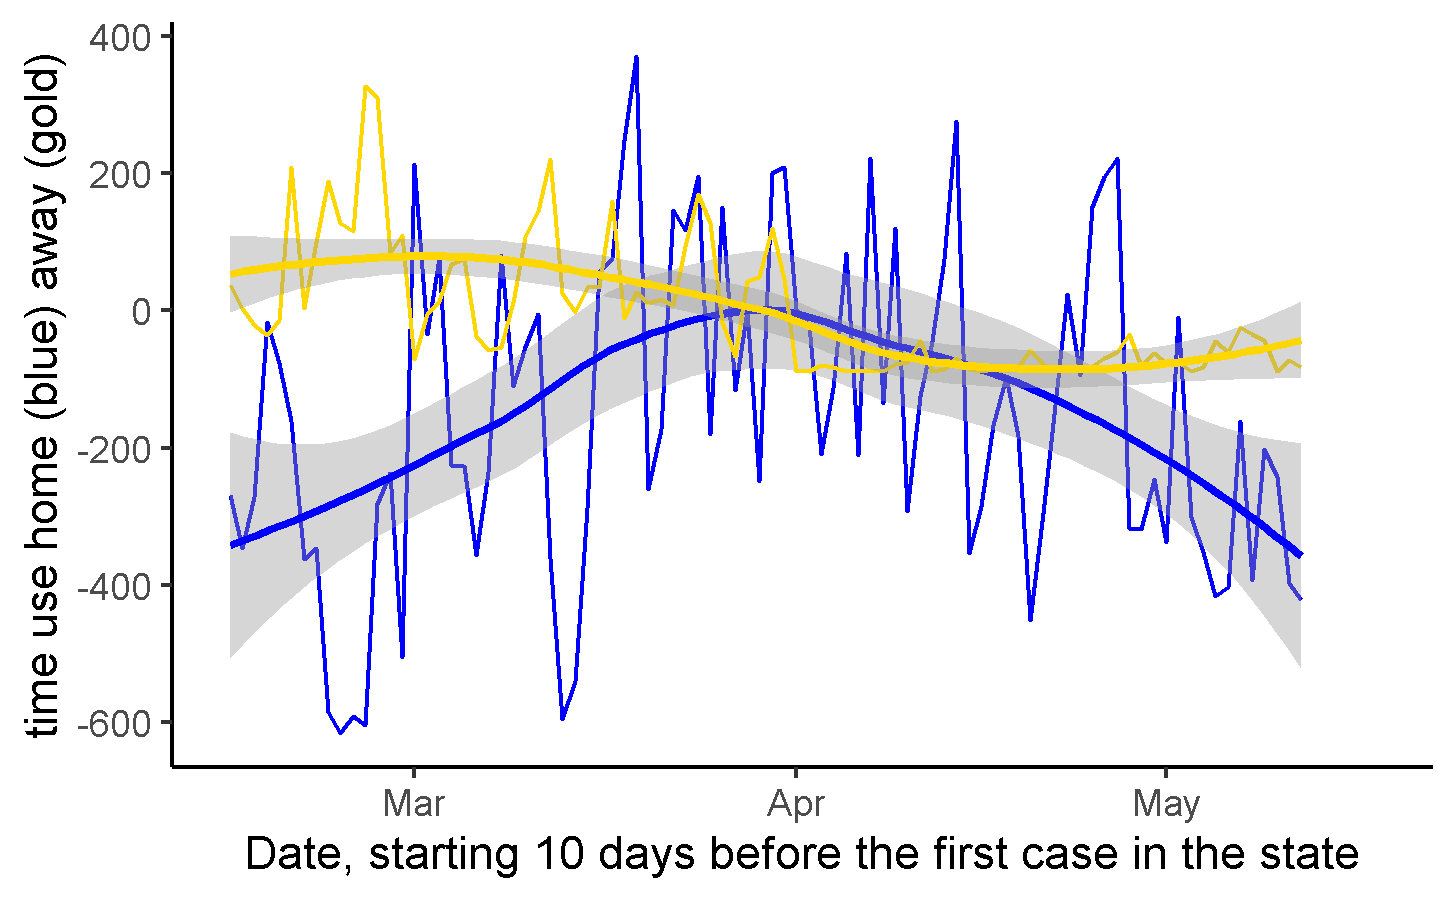 time use home (blue) away (gold)
400
200
0
-200
-400
-600
Mar Apr May
Date, starting 10 days before the first case in the state